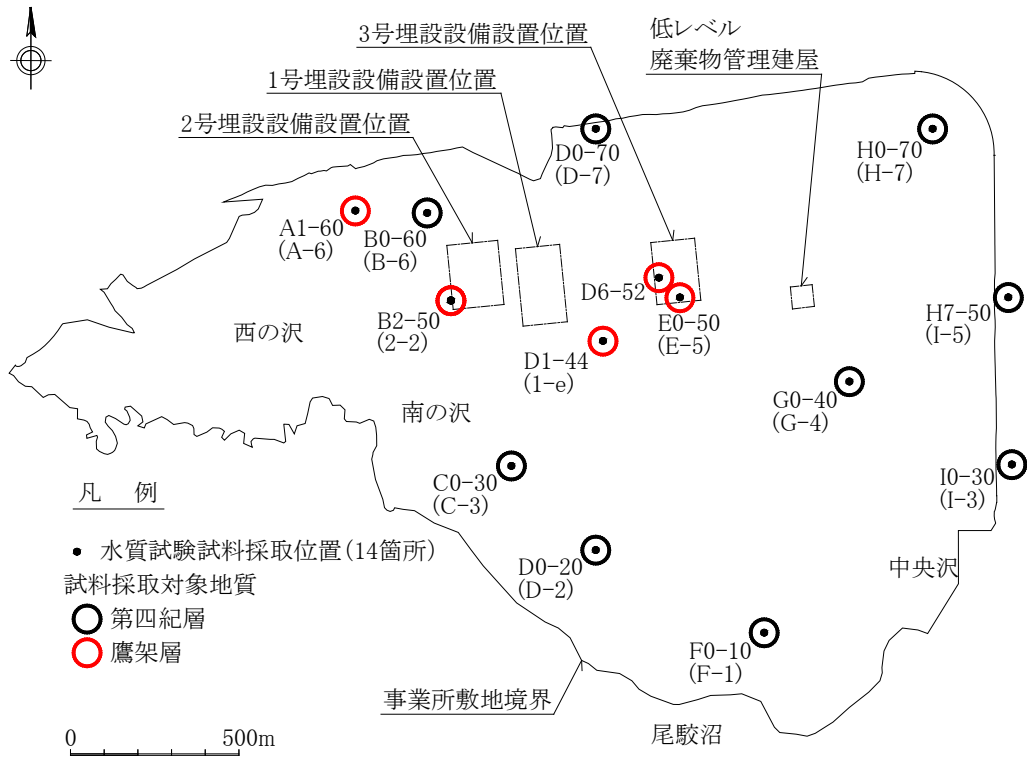 3号埋設設備設置位置
低レベル
廃棄物管理建屋
1号埋設設備設置位置
2号埋設設備設置位置
D0-70
(D-7)
H0-70
(H-7)
A1-60
(A-6)
B0-60
(B-6)
D6-52
B2-50
(2-2)
E0-50
(E-5)
H7-50
(I-5)
西の沢
D1-44
(1-e)
G0-40
(G-4)
南の沢
C0-30
(C-3)
I0-30
(I-3)
凡 例
水質試験試料採取位置(14箇所)
試料採取対象地質
第四紀層
鷹架層
D0-20
(D-2)
中央沢
F0-10
(F-1)
事業所敷地境界
尾駮沼
0 500m